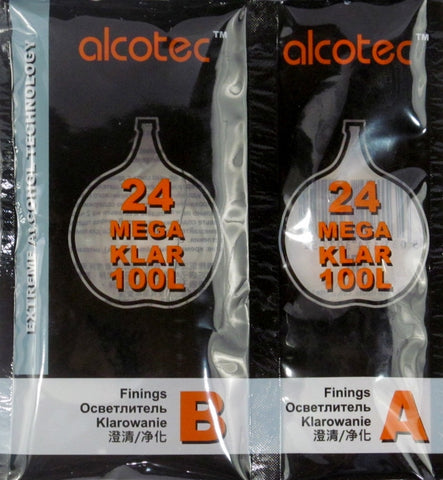 EXTREME ALCOHOL TECHNOLOGY
alcotec™
24
MEGA
KLAR
100L
Finings
Осветлитель
Klarowanie
澄清/净化
B
alcotec™
24
MEGA
KLAR
100L
Finings
Осветлитель
Klarowanie
澄清/净化
A